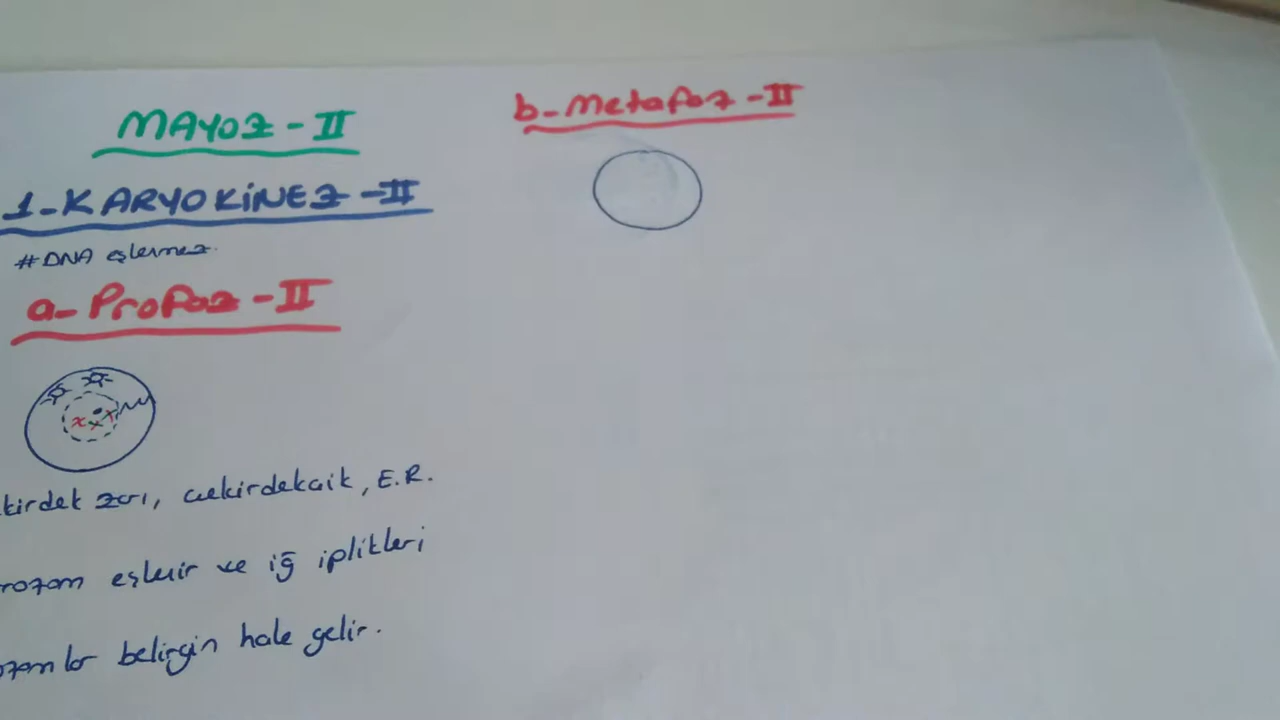 MAYOZ-II
1-KARYOKİNEZ-II
#DNA eşlenmez.
a-Profaz-II
kirdek zarı, çekirdekçik, E.R.
rozom eşlenir ve iğ iplikleri
ozomlar belirgin hale gelir.
b-Metafaz-II